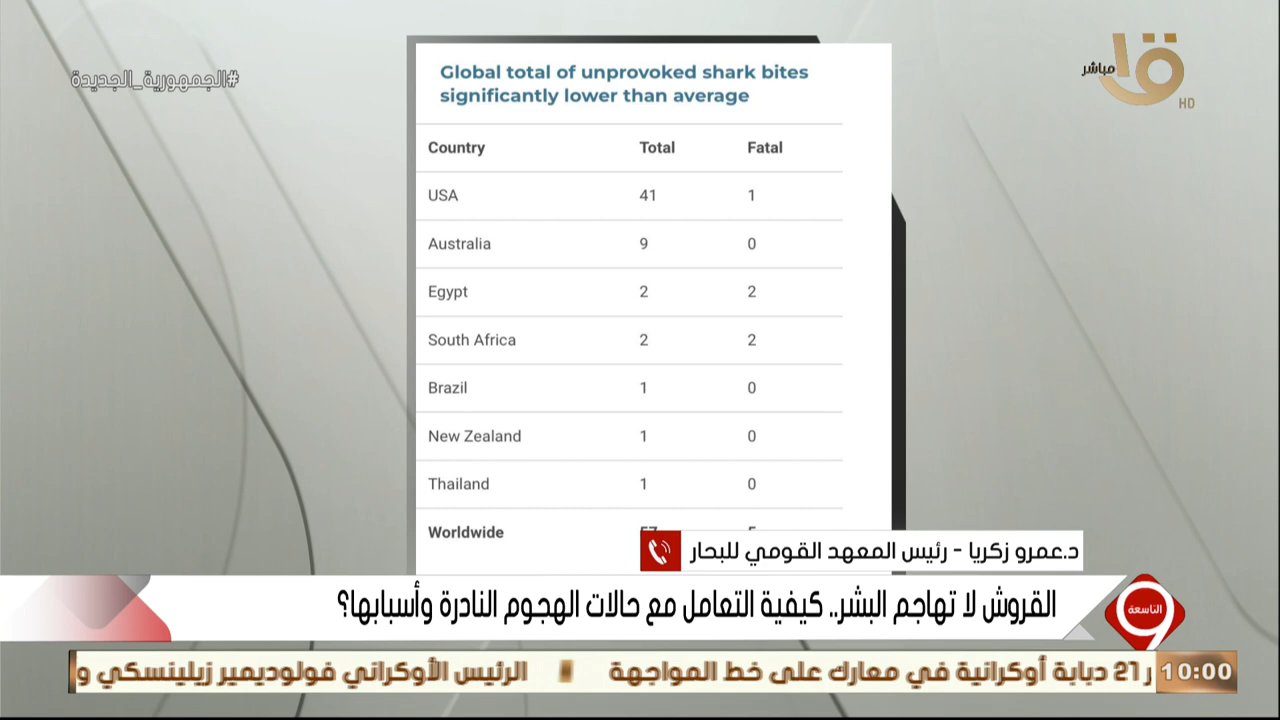 #الجمهورية_الجديدة
مباشر
HD
Global total of unprovoked shark bites
significantly lower than average
Country Total Fatal
USA 41 1
Australia 9 0
Egypt 2 2
South Africa 2 2
Brazil 1 0
New Zealand 1 0
Thailand 1 0
Worldwide
د.عمرو زكريا - رئيس المعهد القومي للبحار
القروش لا تهاجم البشر.. كيفية التعامل مع حالات الهجوم النادرة وأسبابها؟
التاسعة
9
10:00 ر 21 دبابة أوكرانية في معارك على خط المواجهة الرئيس الأوكراني فولوديمير زيلينسكي و